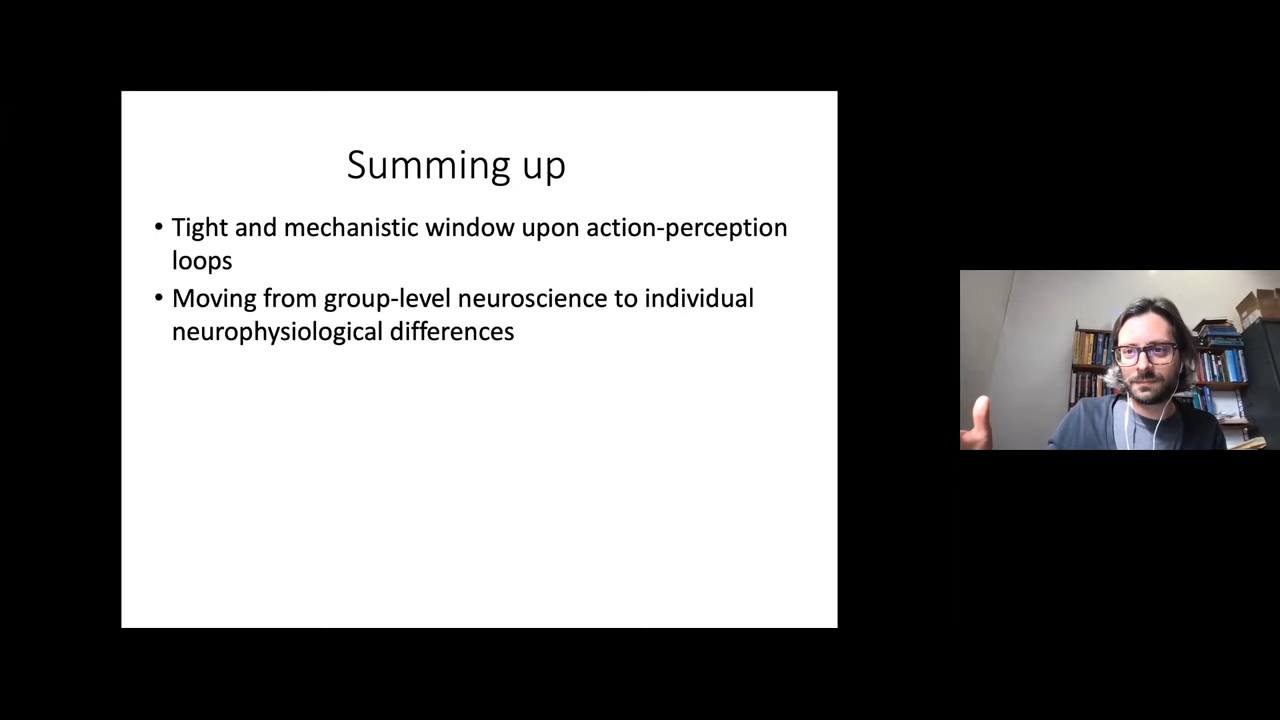 Summing up
• Tight and mechanistic window upon action-perception
loops
• Moving from group-level neuroscience to individual
neurophysiological differences